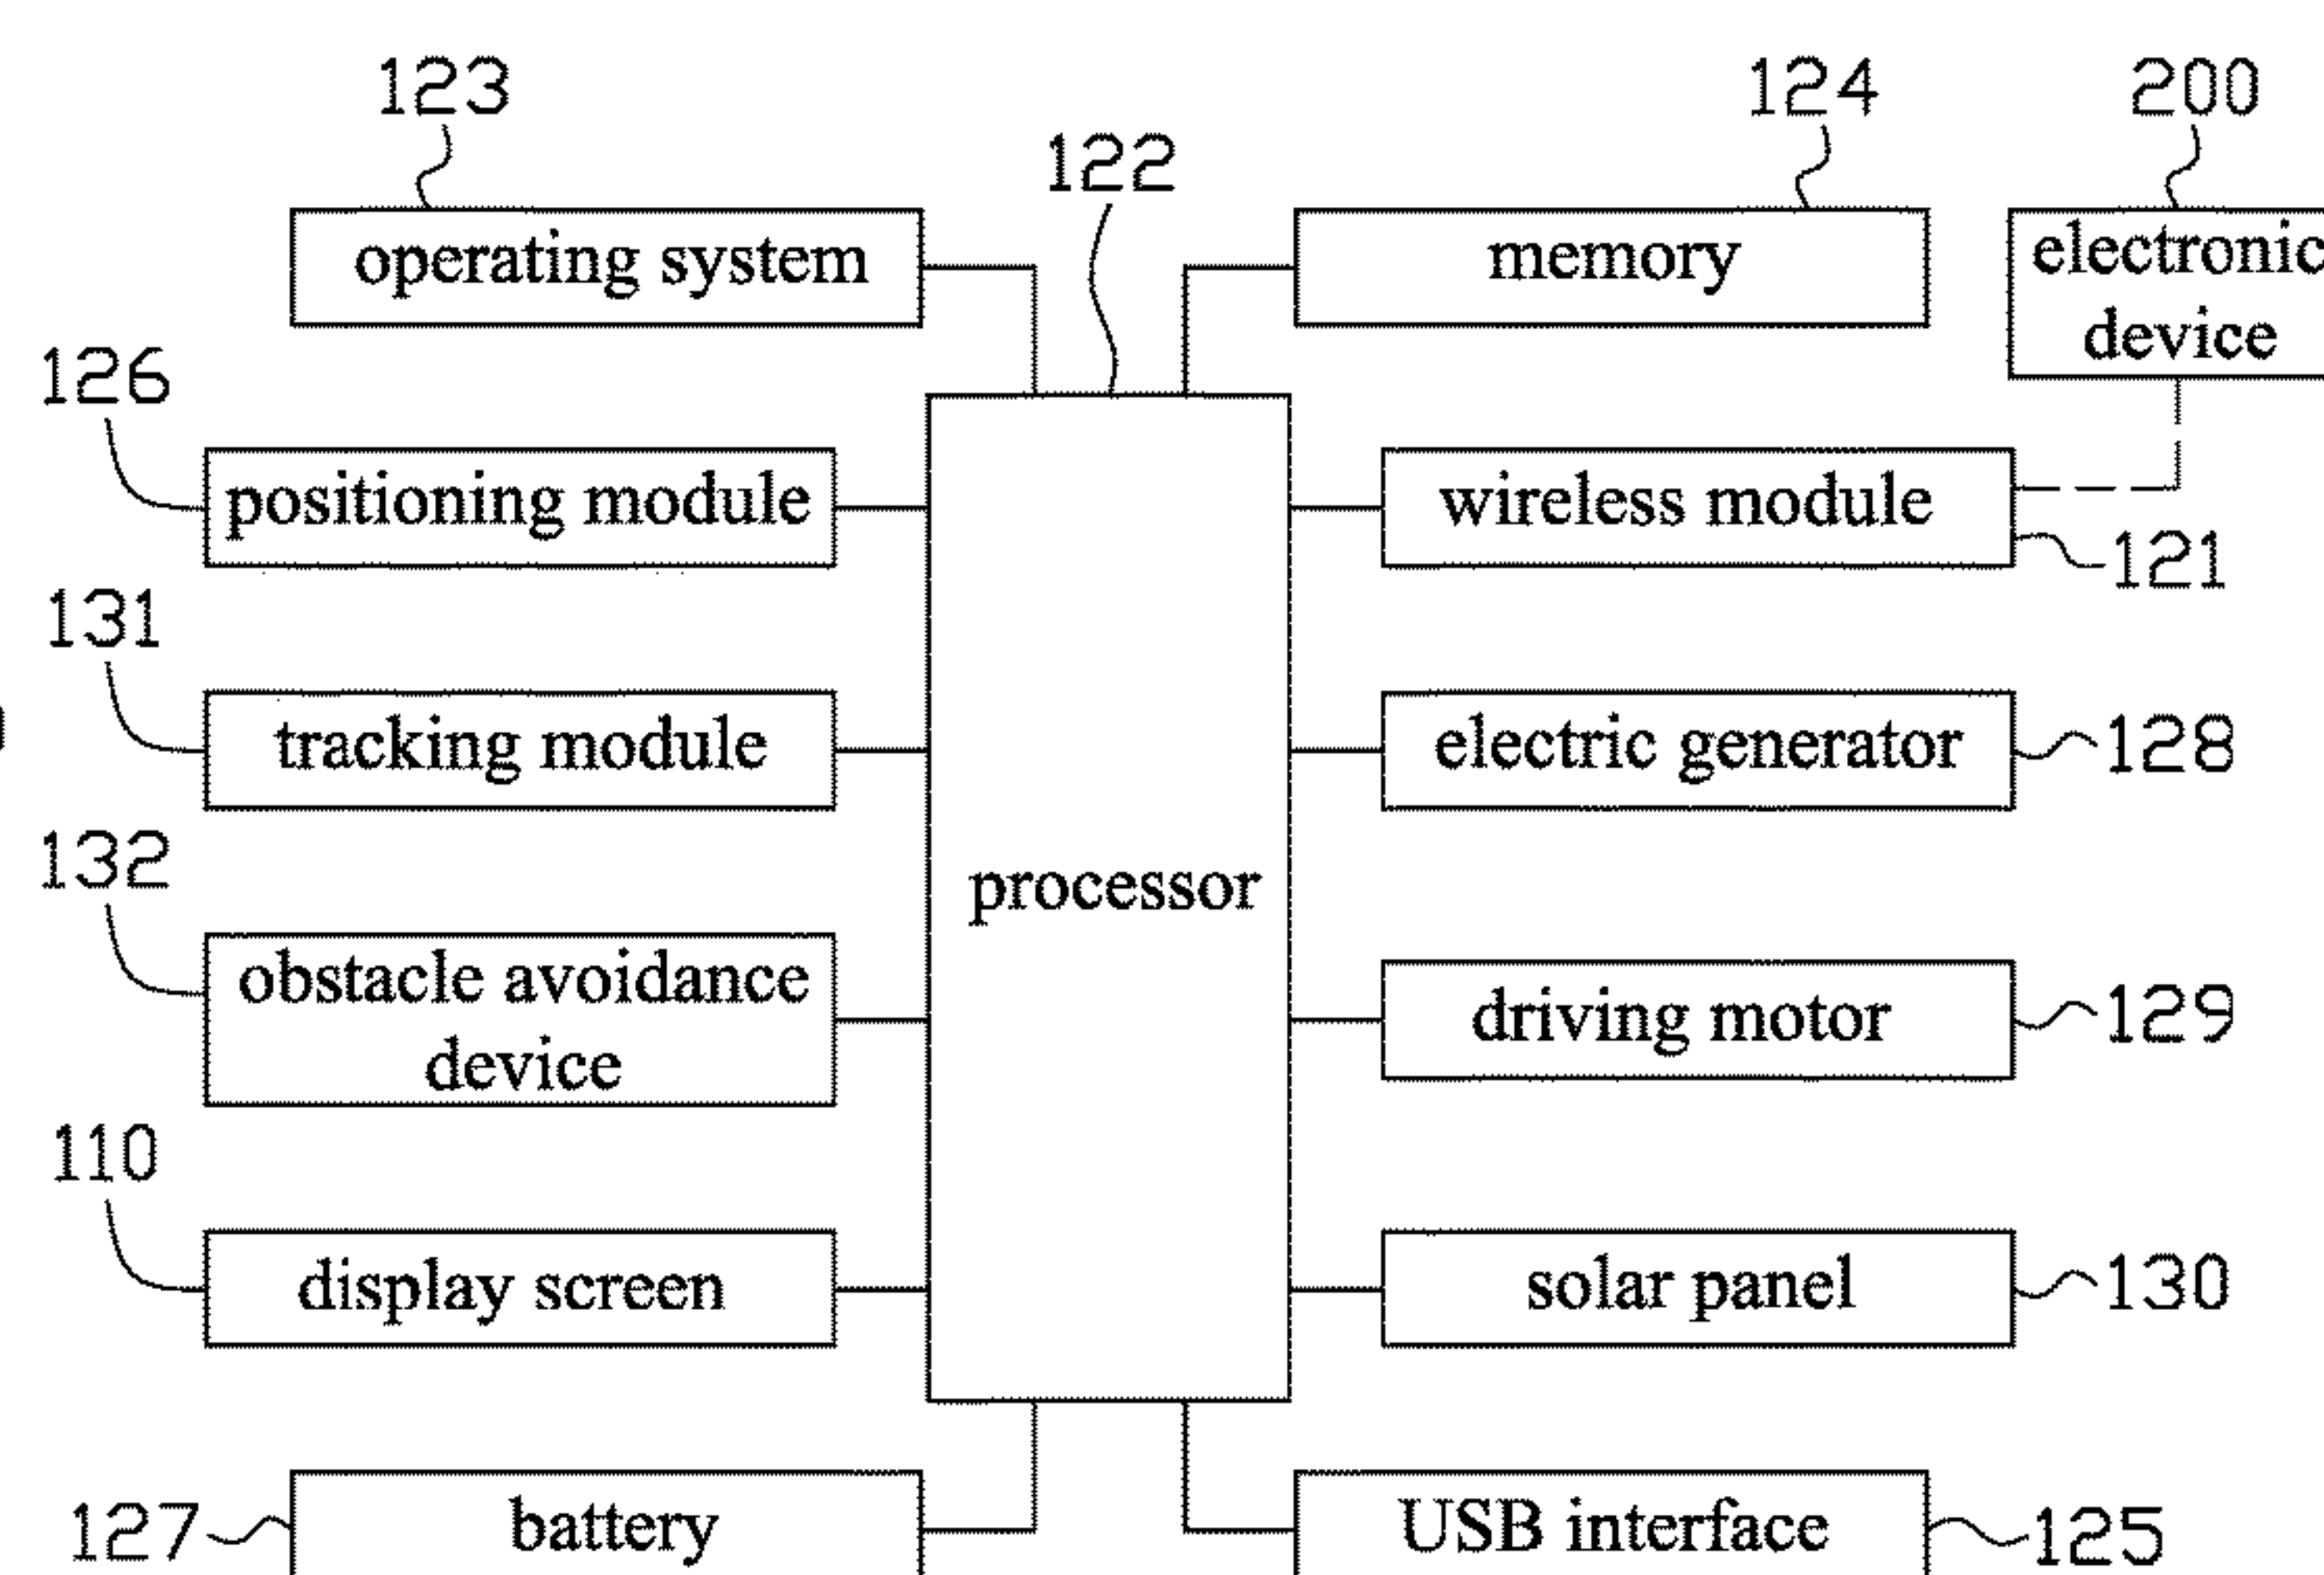 123
124
200
122
operating system
memory
electronic
device
126
positioning module
wireless module
121
131
tracking module
electric generator
128
132
processor
obstacle avoidance
device
driving motor
129
110
display screen
solar panel
130
127
battery
USB interface
125